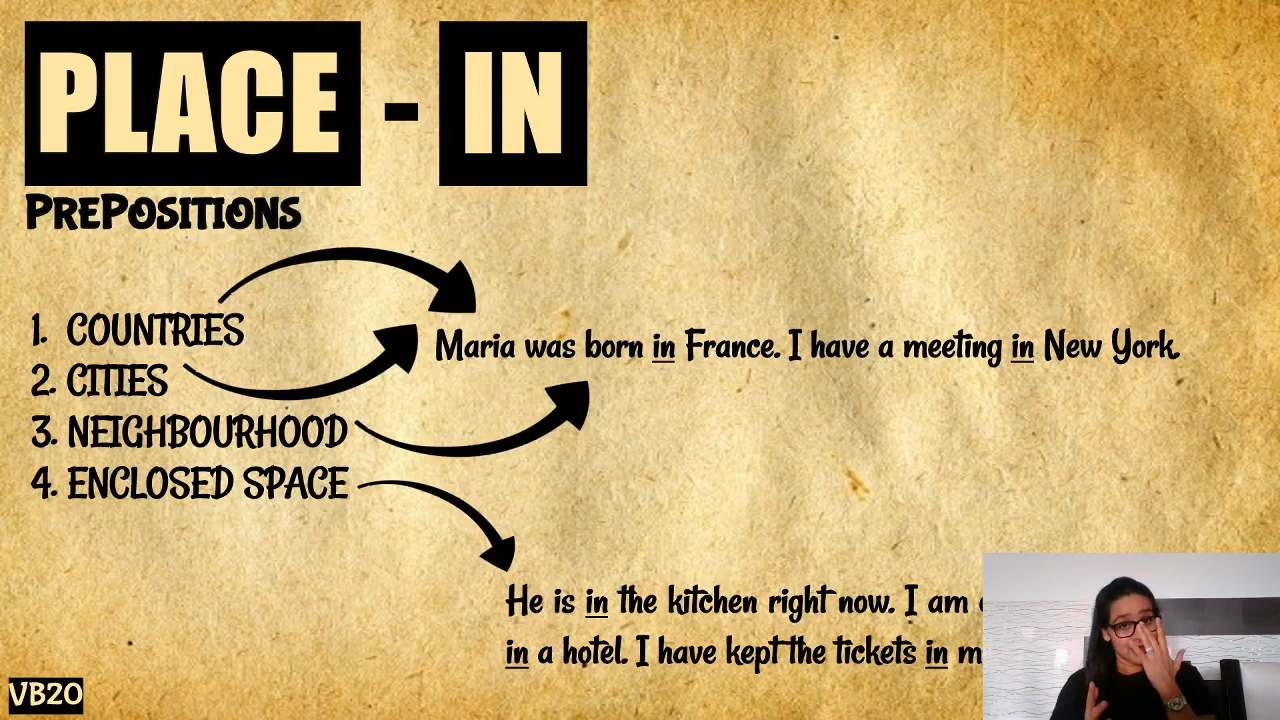 PLACE - IN
PREPOSITIONS
1. COUNTRIES
2. CITIES
3. NEIGHBOURHOOD
4. ENCLOSED SPACE
Maria was born in France. I have a meeting in New York.
He is in the kitchen right now. I am
in a hotel. I have kept the tickets in
VB20